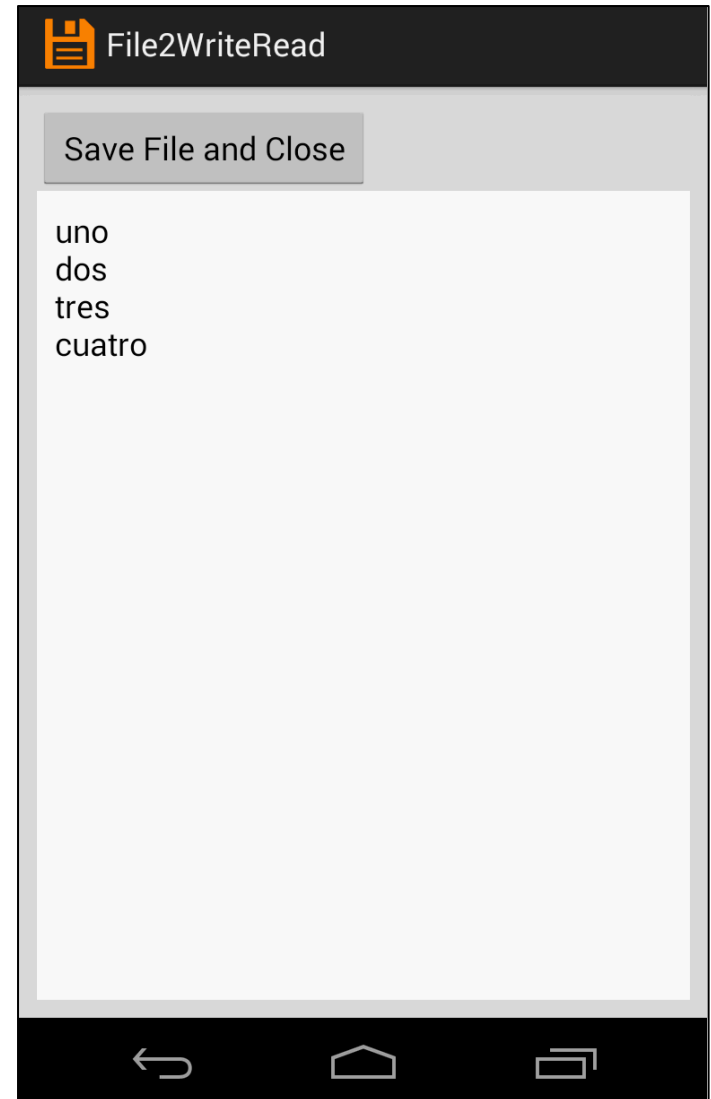 File2WriteRead
Save File and Close
uno
dos
tres
cuatro